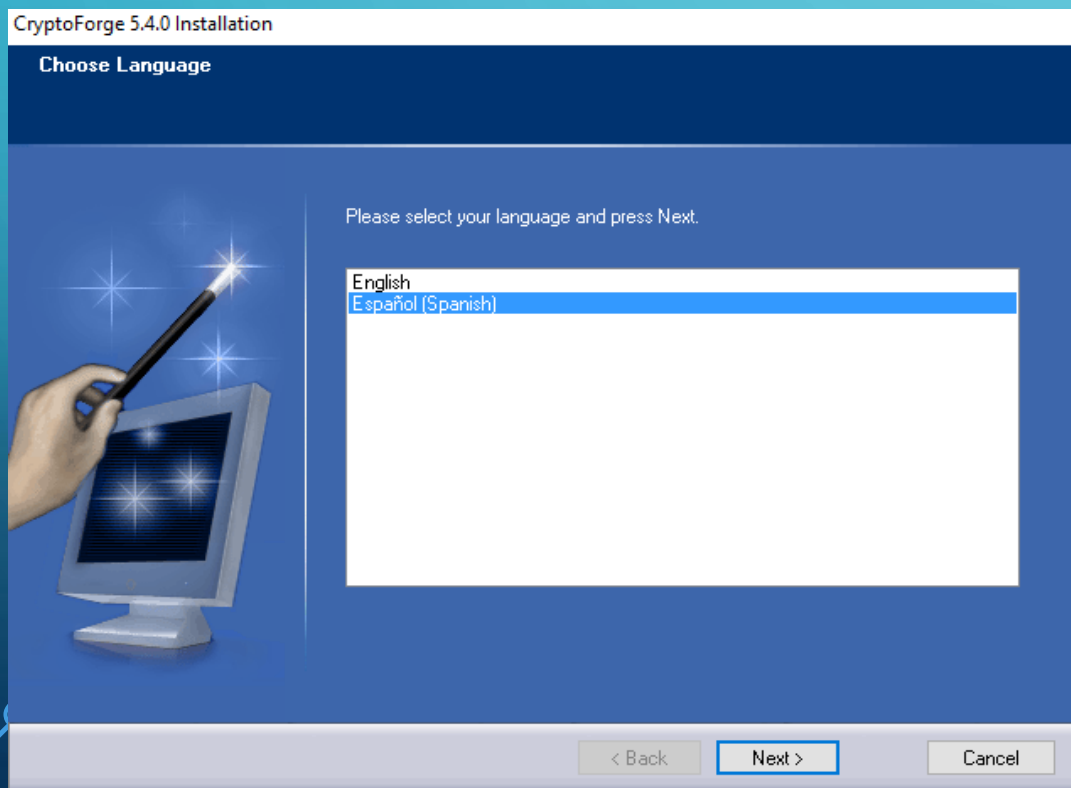 CryptoForge 5.4.0 Installation
Choose Language
Please select your language and press Next.
English
Español (Spanish)
< Back
Next >
Cancel